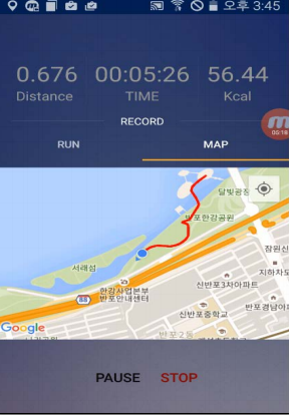 오후 3:45
0.676 00:05:26 56.44
Distance TIME Kcal
RECORD
05:18
RUN MAP
달빛광장
반포한강공원
잠원
서래섬
지하차도
한강사업본부
반포안내센터
88
신반포3차아파트
신반포중학교
반포경남아
Google
반포2동
PAUSE STOP